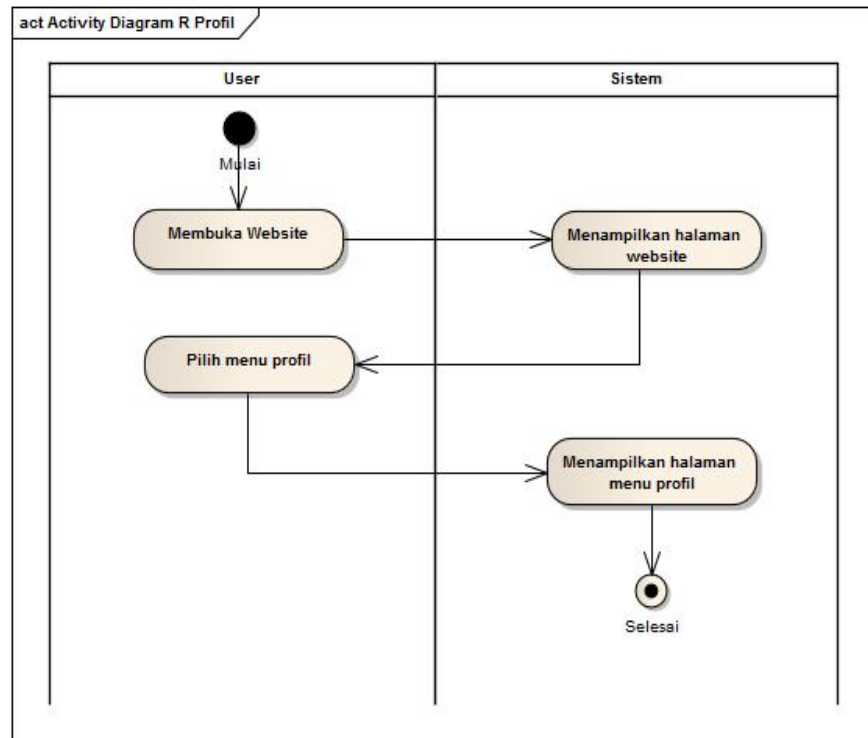 act Activity Diagram R Profil
User
Sistem
Mulai
Membuka Website
Menampilkan halaman
website
Pilih menu profil
Menampilkan halaman
menu profil
Selesai